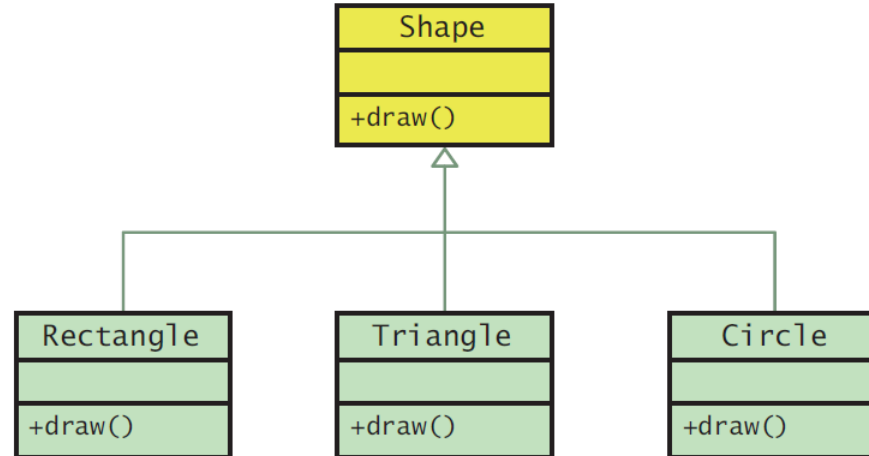 Shape
+draw()
Rectangle
+draw()
Triangle
+draw()
Circle
+draw()